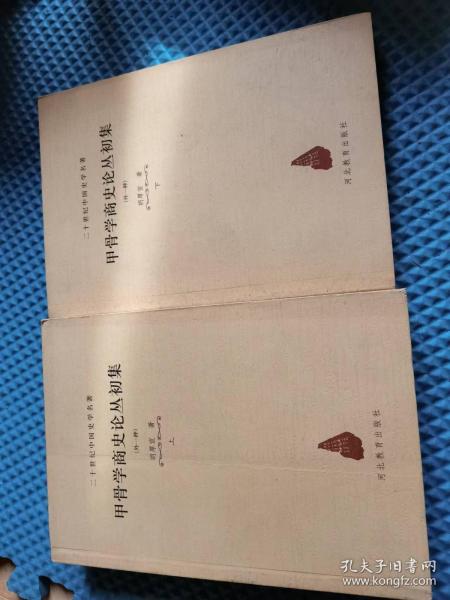 二十世纪中国史学名著
甲骨学商史论丛初集
(外一种)
胡厚宣 著
下
河北教育出版社
二十世纪中国史学名著
甲骨学商史论丛初集
(外一种)
胡厚宣 著
上
河北教育出版社
孔夫子旧书网
www.kongfz.com